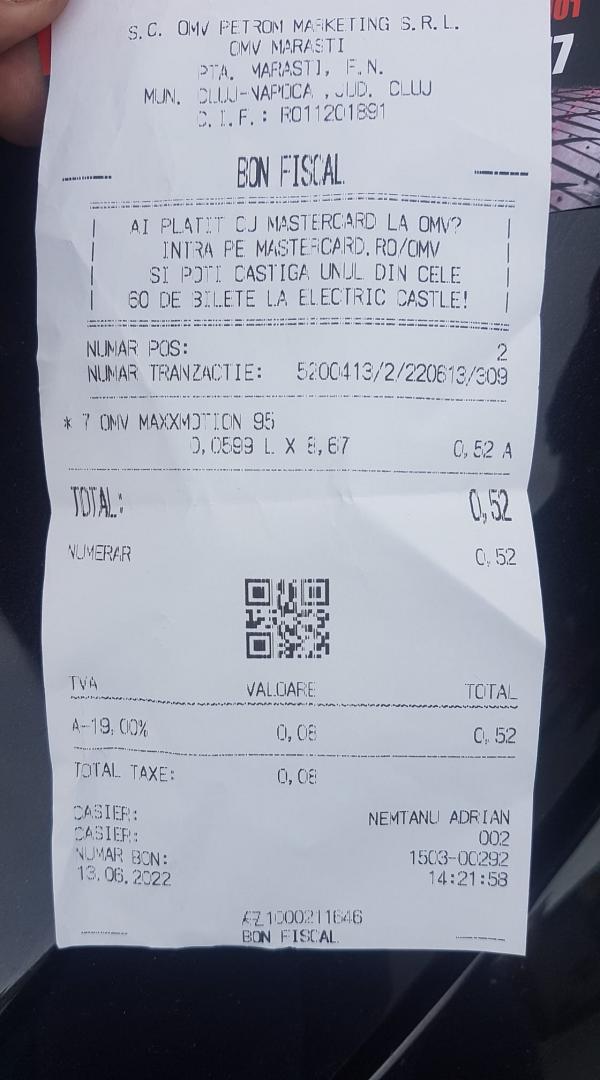 01
7
S.C. OMV PETROM MARKETING S.R.L.
OMV MARASTI
PTA. MARASTI, F.N.
MUN. CLUJ-NAPOCA ,JUD. CLUJ
C.I.F.: RO11201891
BON FISCAL
AI PLATIT CU MASTERCARD LA OMV?
INTRA PE MASTERCARD.RO/OMV
SI POTI CASTIGA UNUL DIN CELE
60 DE BILETE LA ELECTRIC CASTLE!
NUMAR POS: 2
NUMAR TRANZACTIE: 5200413/2/220613/309
* 7 OMV MAXXMOTION 95
0,0599 L X 8,67 0,52 A
TOTAL: 0,52
NUMERAR 0,52
TVA VALOARE TOTAL
A-19,00% 0,08 0,52
TOTAL TAXE: 0,08
CASIER: NEMTANU ADRIAN
CASIER: 002
NUMAR BON: 1503-00292
13.06.2022 14:21:58
AZ1000211646
BON FISCAL